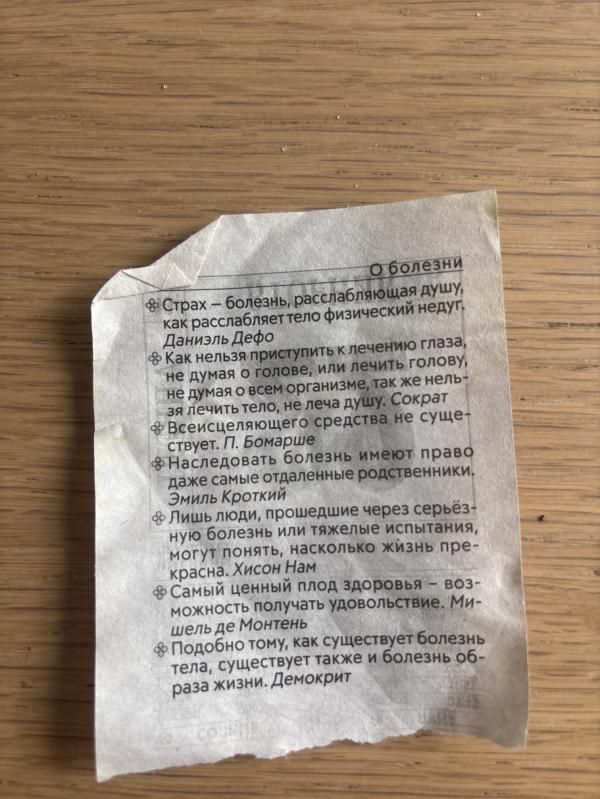 О болезни
Страх – болезнь, расслабляющая душу,
как расслабляет тело физический недуг.
Даниэль Дефо
Как нельзя приступить к лечению глаза,
не думая о голове, или лечить голову,
не думая о всем организме, так же нель-
зя лечить тело, не леча душу. Сократ
Всеисцеляющего средства не суще-
ствует. П. Бомарше
Наследовать болезнь имеют право
даже самые отдаленные родственники.
Эмиль Кроткий
Лишь люди, прошедшие через серьёз-
ную болезнь или тяжелые испытания,
могут понять, насколько жизнь пре-
красна. Хисон Нам
Самый ценный плод здоровья – воз-
можность получать удовольствие. Ми-
шель де Монтень
Подобно тому, как существует болезнь
тела, существует также и болезнь об-
раза жизни. Демокрит